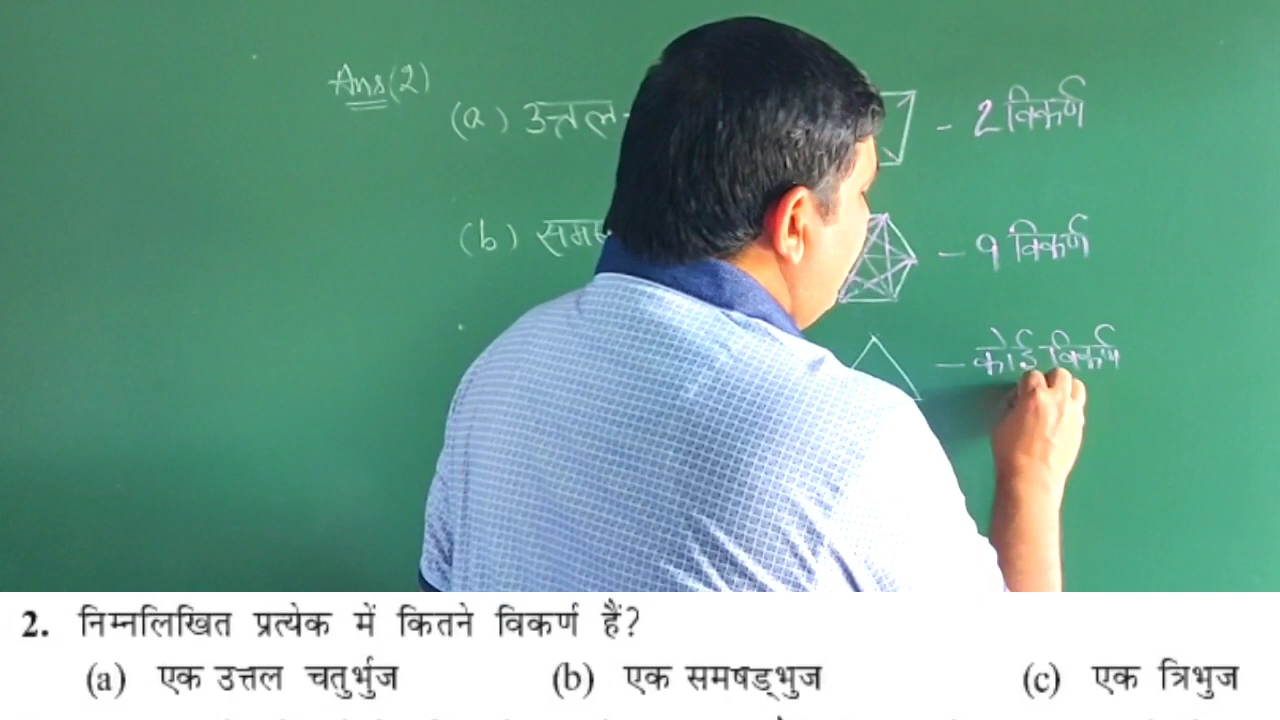 Ans(2)
(a) उत्तल - 2 विकर्ण
(b) - 9 विकर्ण
- कोई विकर्ण
2. निम्नलिखित प्रत्येक में कितने विकर्ण हैं?
(a) एक उत्तल चतुर्भुज (b) एक समषड्भुज (c) एक त्रिभुज